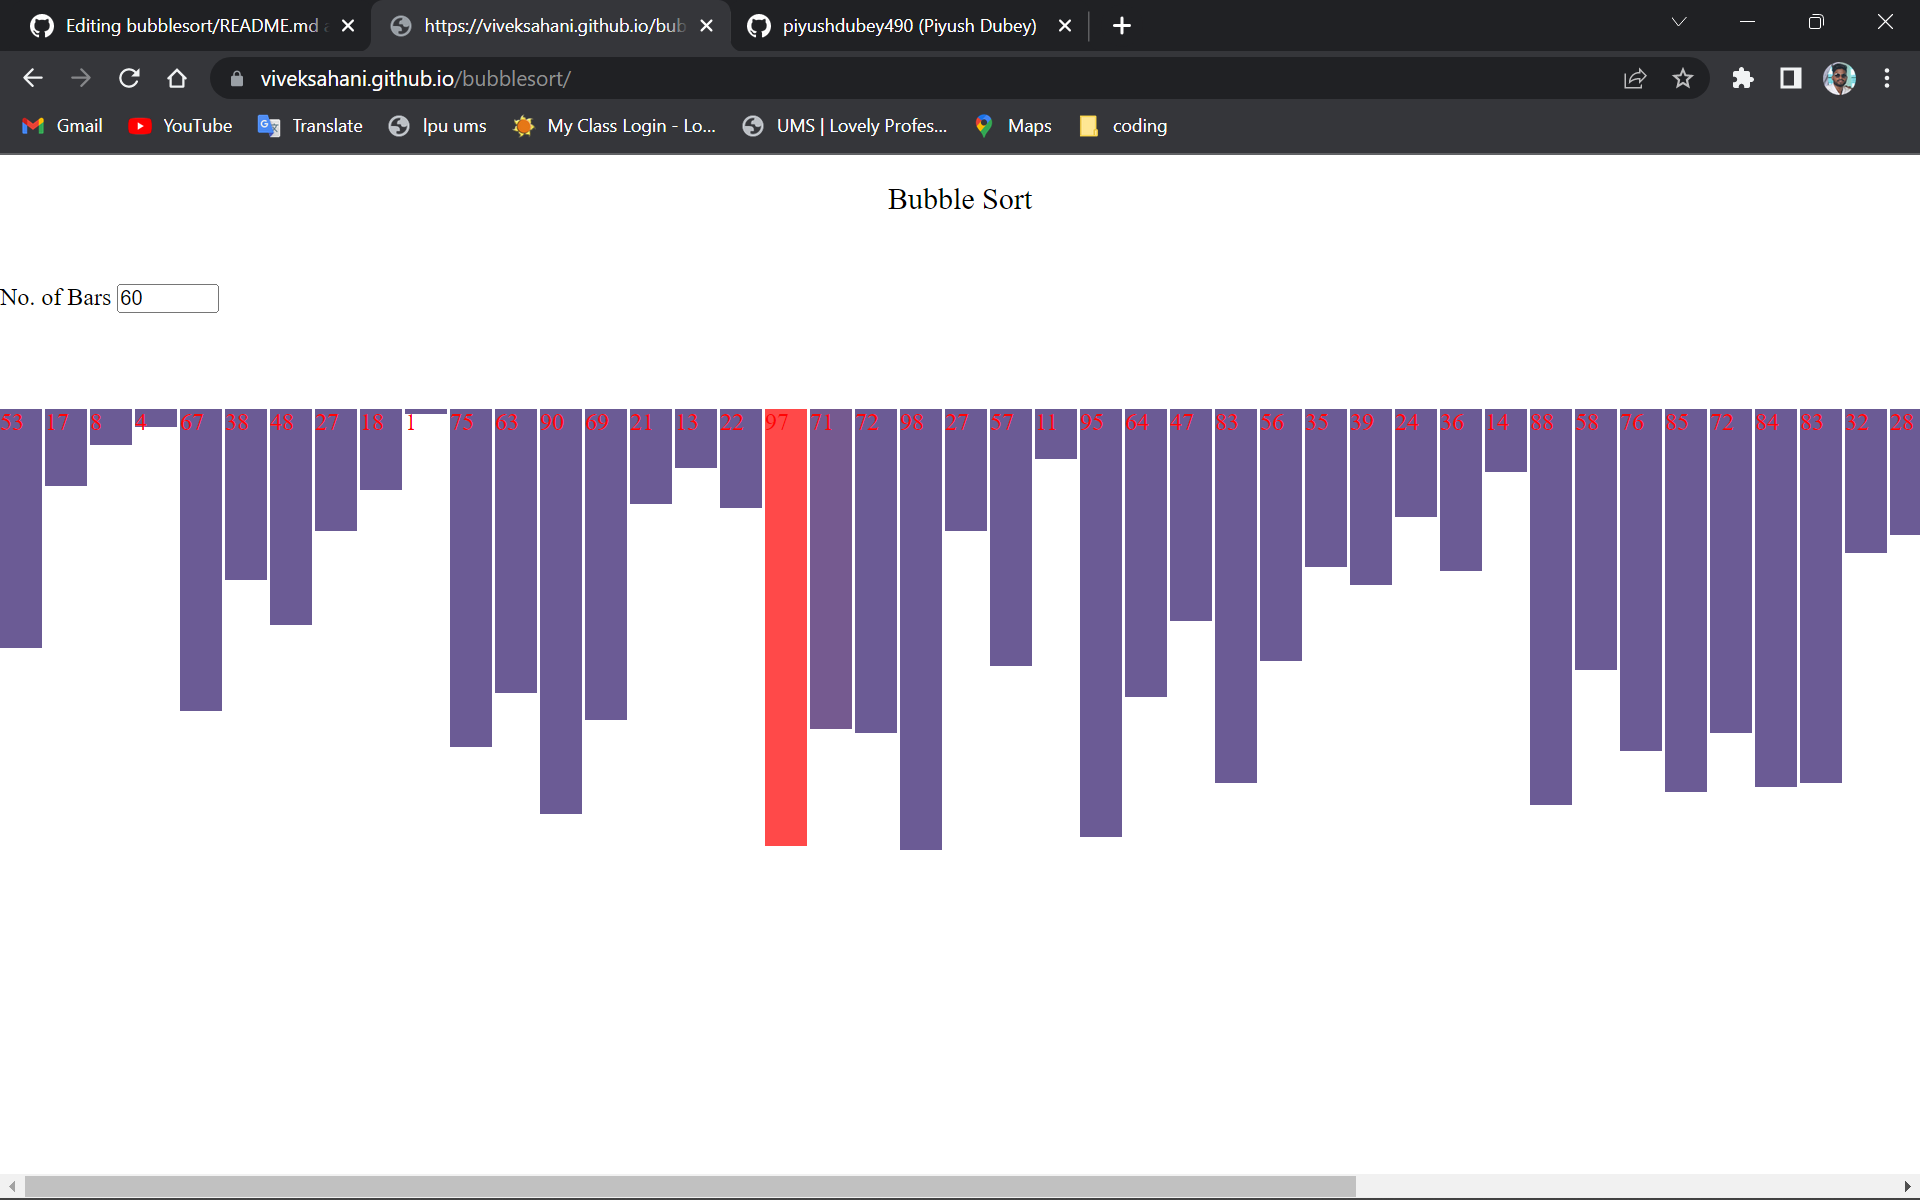 Editing bubblesort/README.md a
https://viveksahani.github.io/bub
piyushdubey490 (Piyush Dubey)
viveksahani.github.io/bubblesort/
Gmail YouTube Translate lpu ums My Class Login - Lo... UMS | Lovely Profes... Maps coding
Bubble Sort
No. of Bars 60
53 17 8 4 67 38 48 27 18 1 75 63 90 69 21 13 22 97 71 72 98 27 57 11 95 64 47 83 56 35 39 24 36 14 88 58 76 85 72 84 83 32 28